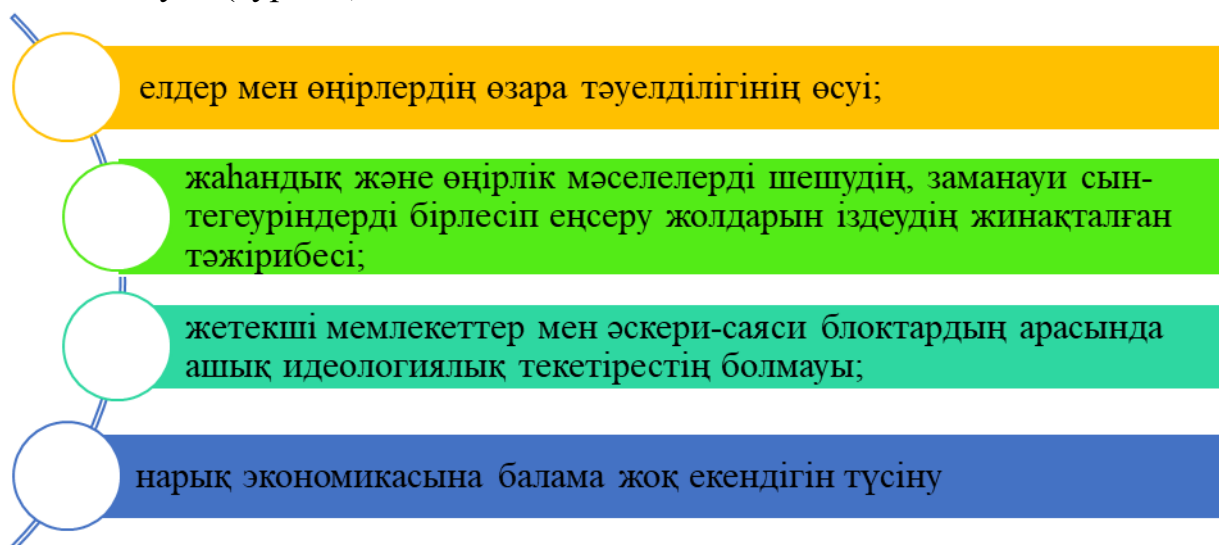 елдер мен өңірлердің өзара тәуелділігінің өсуі;
жаһандық және өңірлік мәселелерді шешудің, заманауи сын-
тегеуріндерді бірлесіп еңсеру жолдарын іздеудің жинақталған
тәжірибесі;
жетекші мемлекеттер мен әскери-саяси блоктардың арасында
ашық идеологиялық текетірестің болмауы;
нарық экономикасына балама жоқ екендігін түсіну